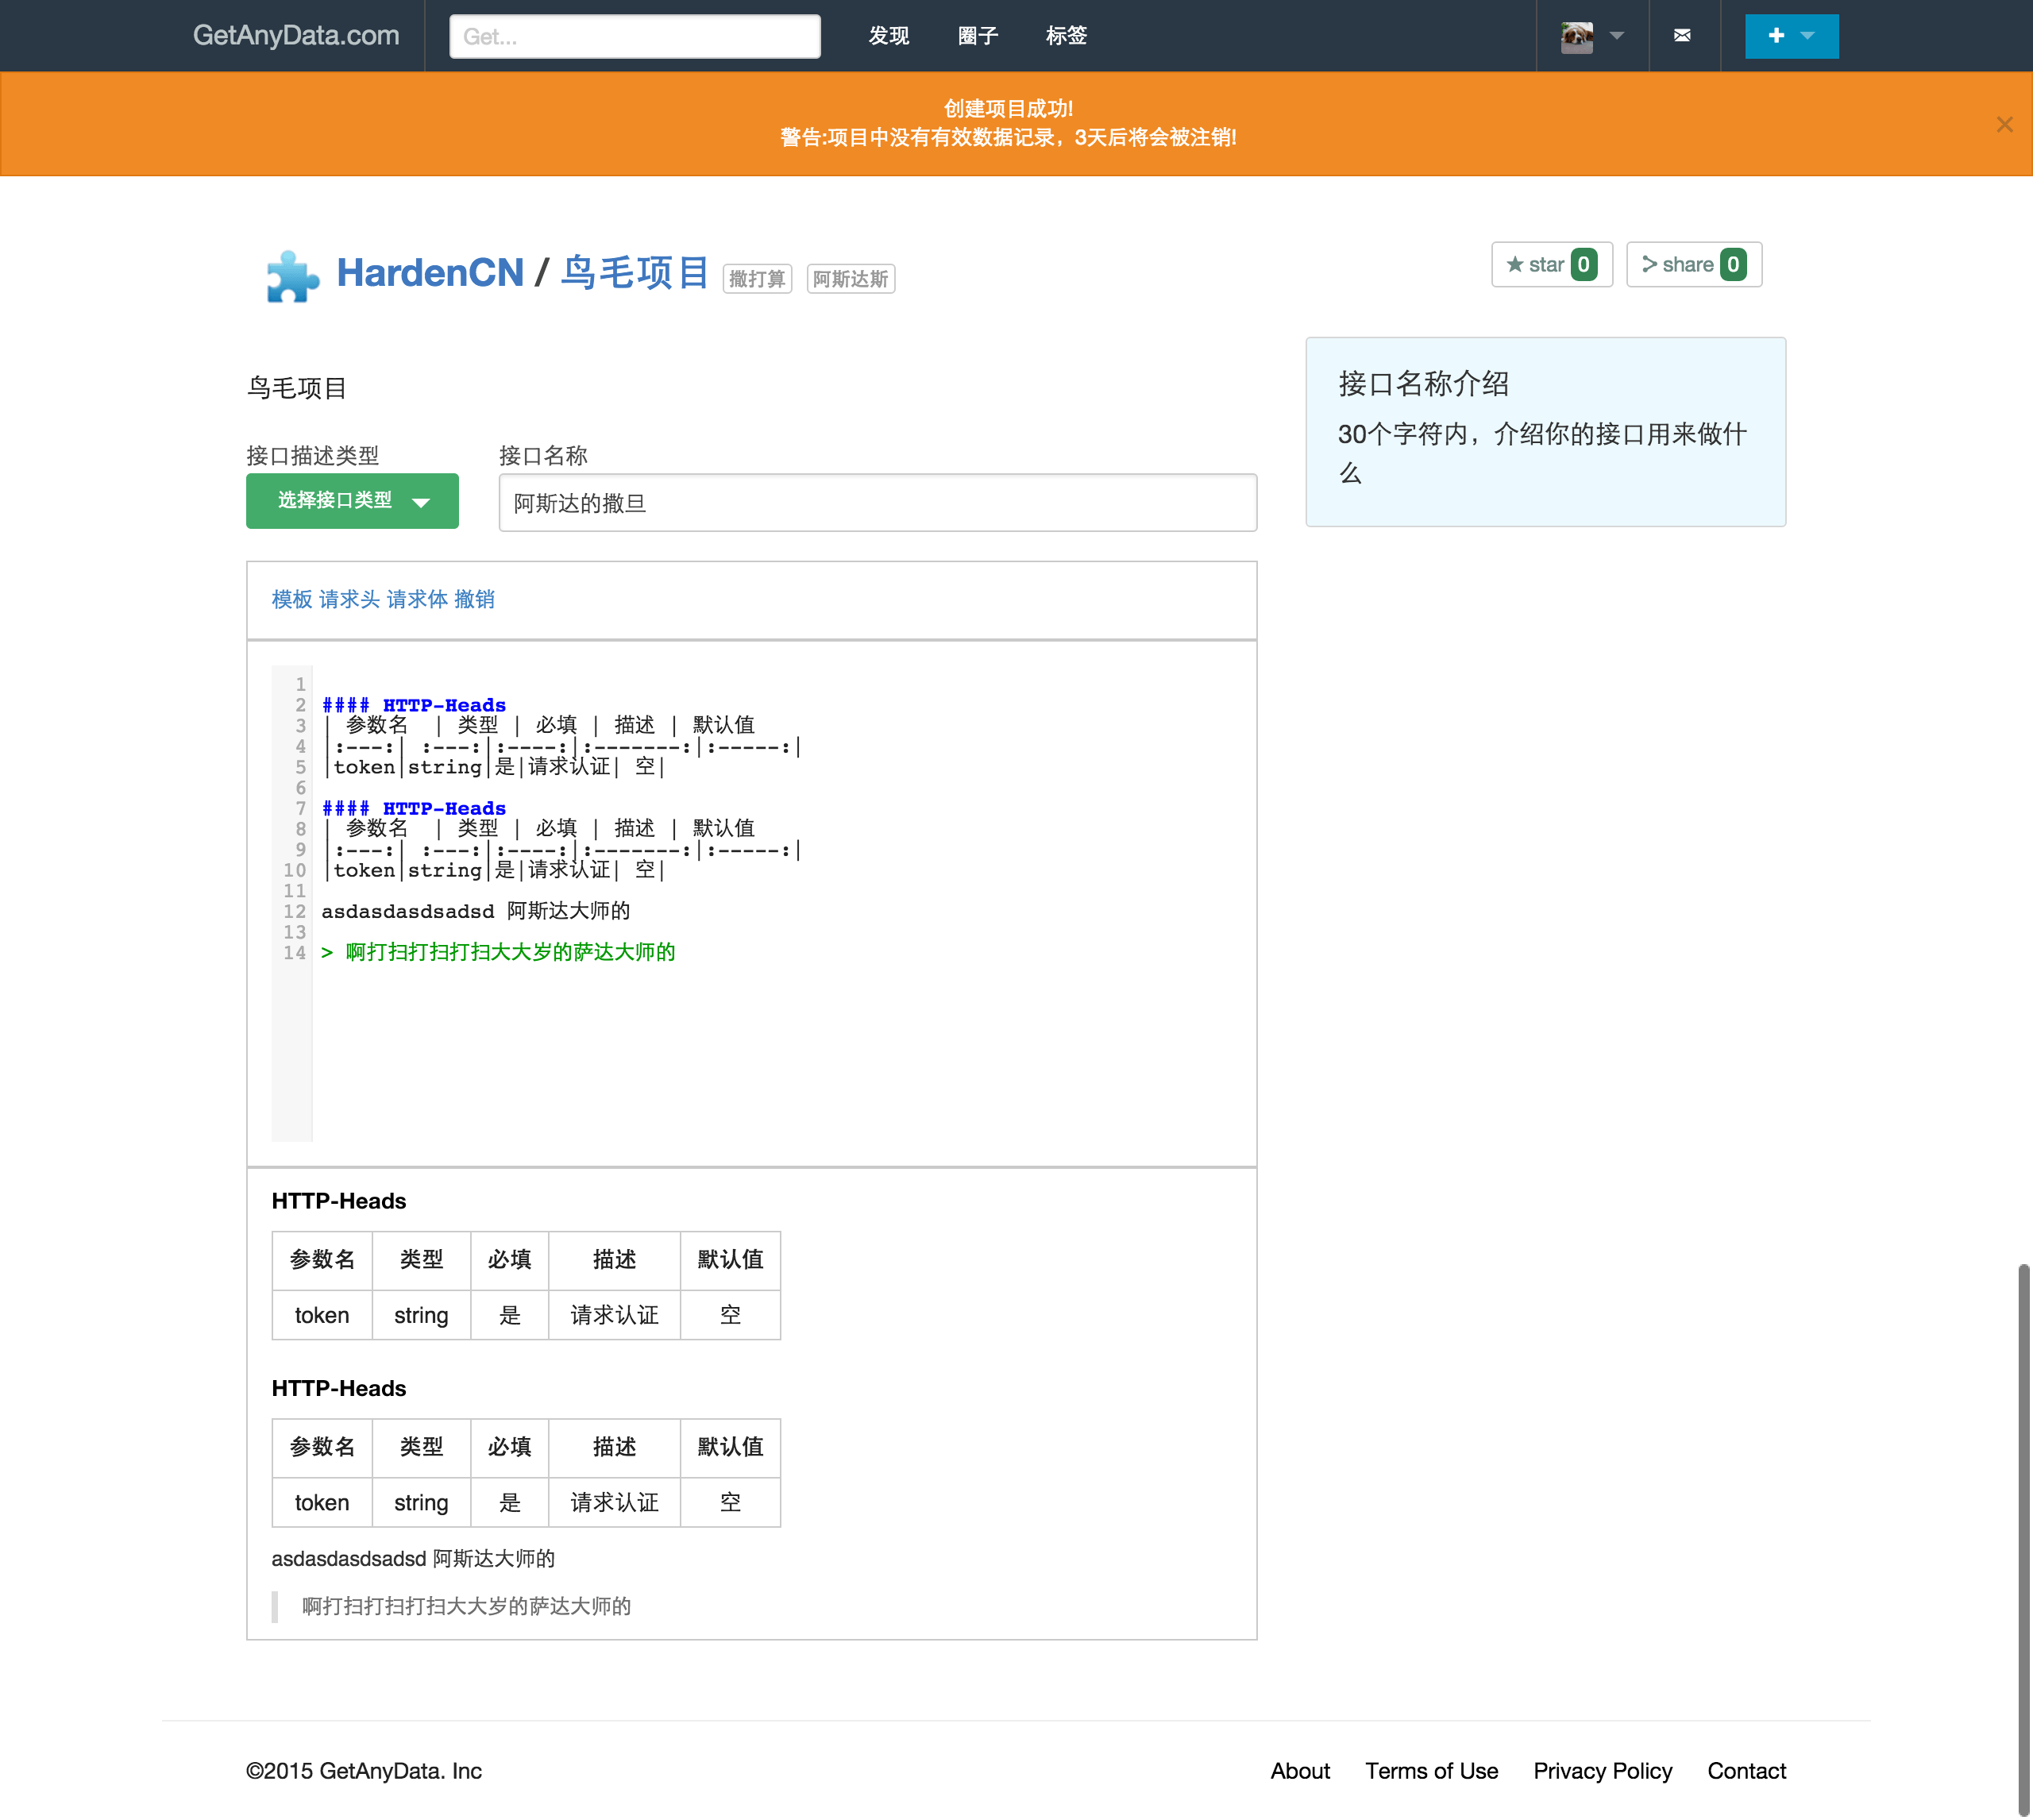 GetAnyData.com Get... 发现 圈子 标签
创建项目成功!
警告:项目中没有有效数据记录，3天后将会被注销!
HardenCN / 鸟毛项目 撒打算 阿斯达斯
star 0 share 0
鸟毛项目
接口描述类型 接口名称
选择接口类型 阿斯达的撒旦
接口名称介绍
30个字符内，介绍你的接口用来做什
么
模板 请求头 请求体 撤销
1
2 #### HTTP-Heads
3 | 参数名  | 类型 | 必填 | 描述 | 默认值
4 |:---:| :---:|:----:|:-------:|:-----:|
5 |token|string|是|请求认证| 空|
6
7 #### HTTP-Heads
8 | 参数名  | 类型 | 必填 | 描述 | 默认值
9 |:---:| :---:|:----:|:-------:|:-----:|
10 |token|string|是|请求认证| 空|
11
12 asdasdasdsadsd 阿斯达大师的
13
14 > 啊打扫打扫打扫大大岁的萨达大师的
HTTP-Heads
参数名 类型 必填 描述 默认值
token string 是 请求认证 空
HTTP-Heads
参数名 类型 必填 描述 默认值
token string 是 请求认证 空
asdasdasdsadsd 阿斯达大师的
啊打扫打扫打扫大大岁的萨达大师的
©2015 GetAnyData. Inc About Terms of Use Privacy Policy Contact